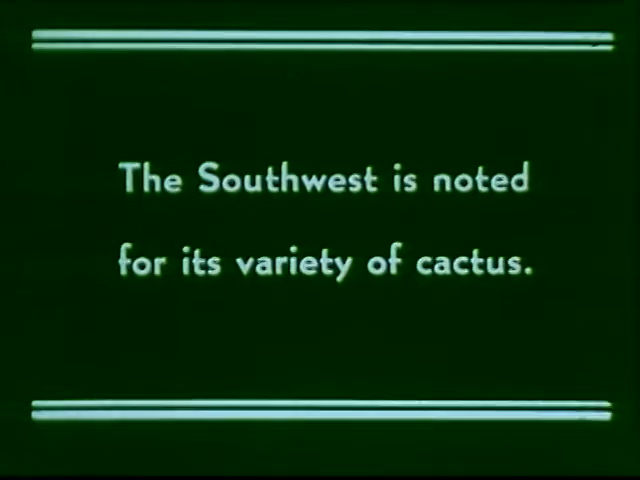 The Southwest is noted
for its variety of cactus.